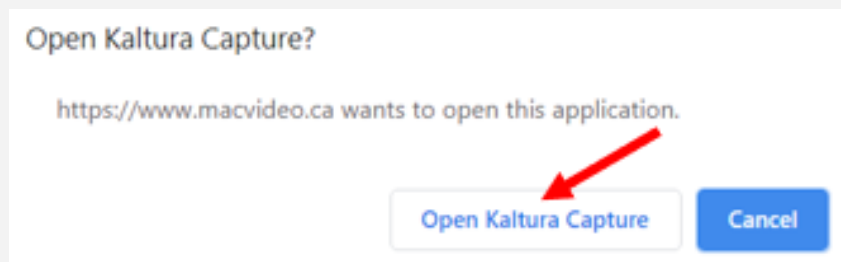 Open Kaltura Capture?
https://www.macvideo.ca wants to open this application.
Open Kaltura Capture
Cancel